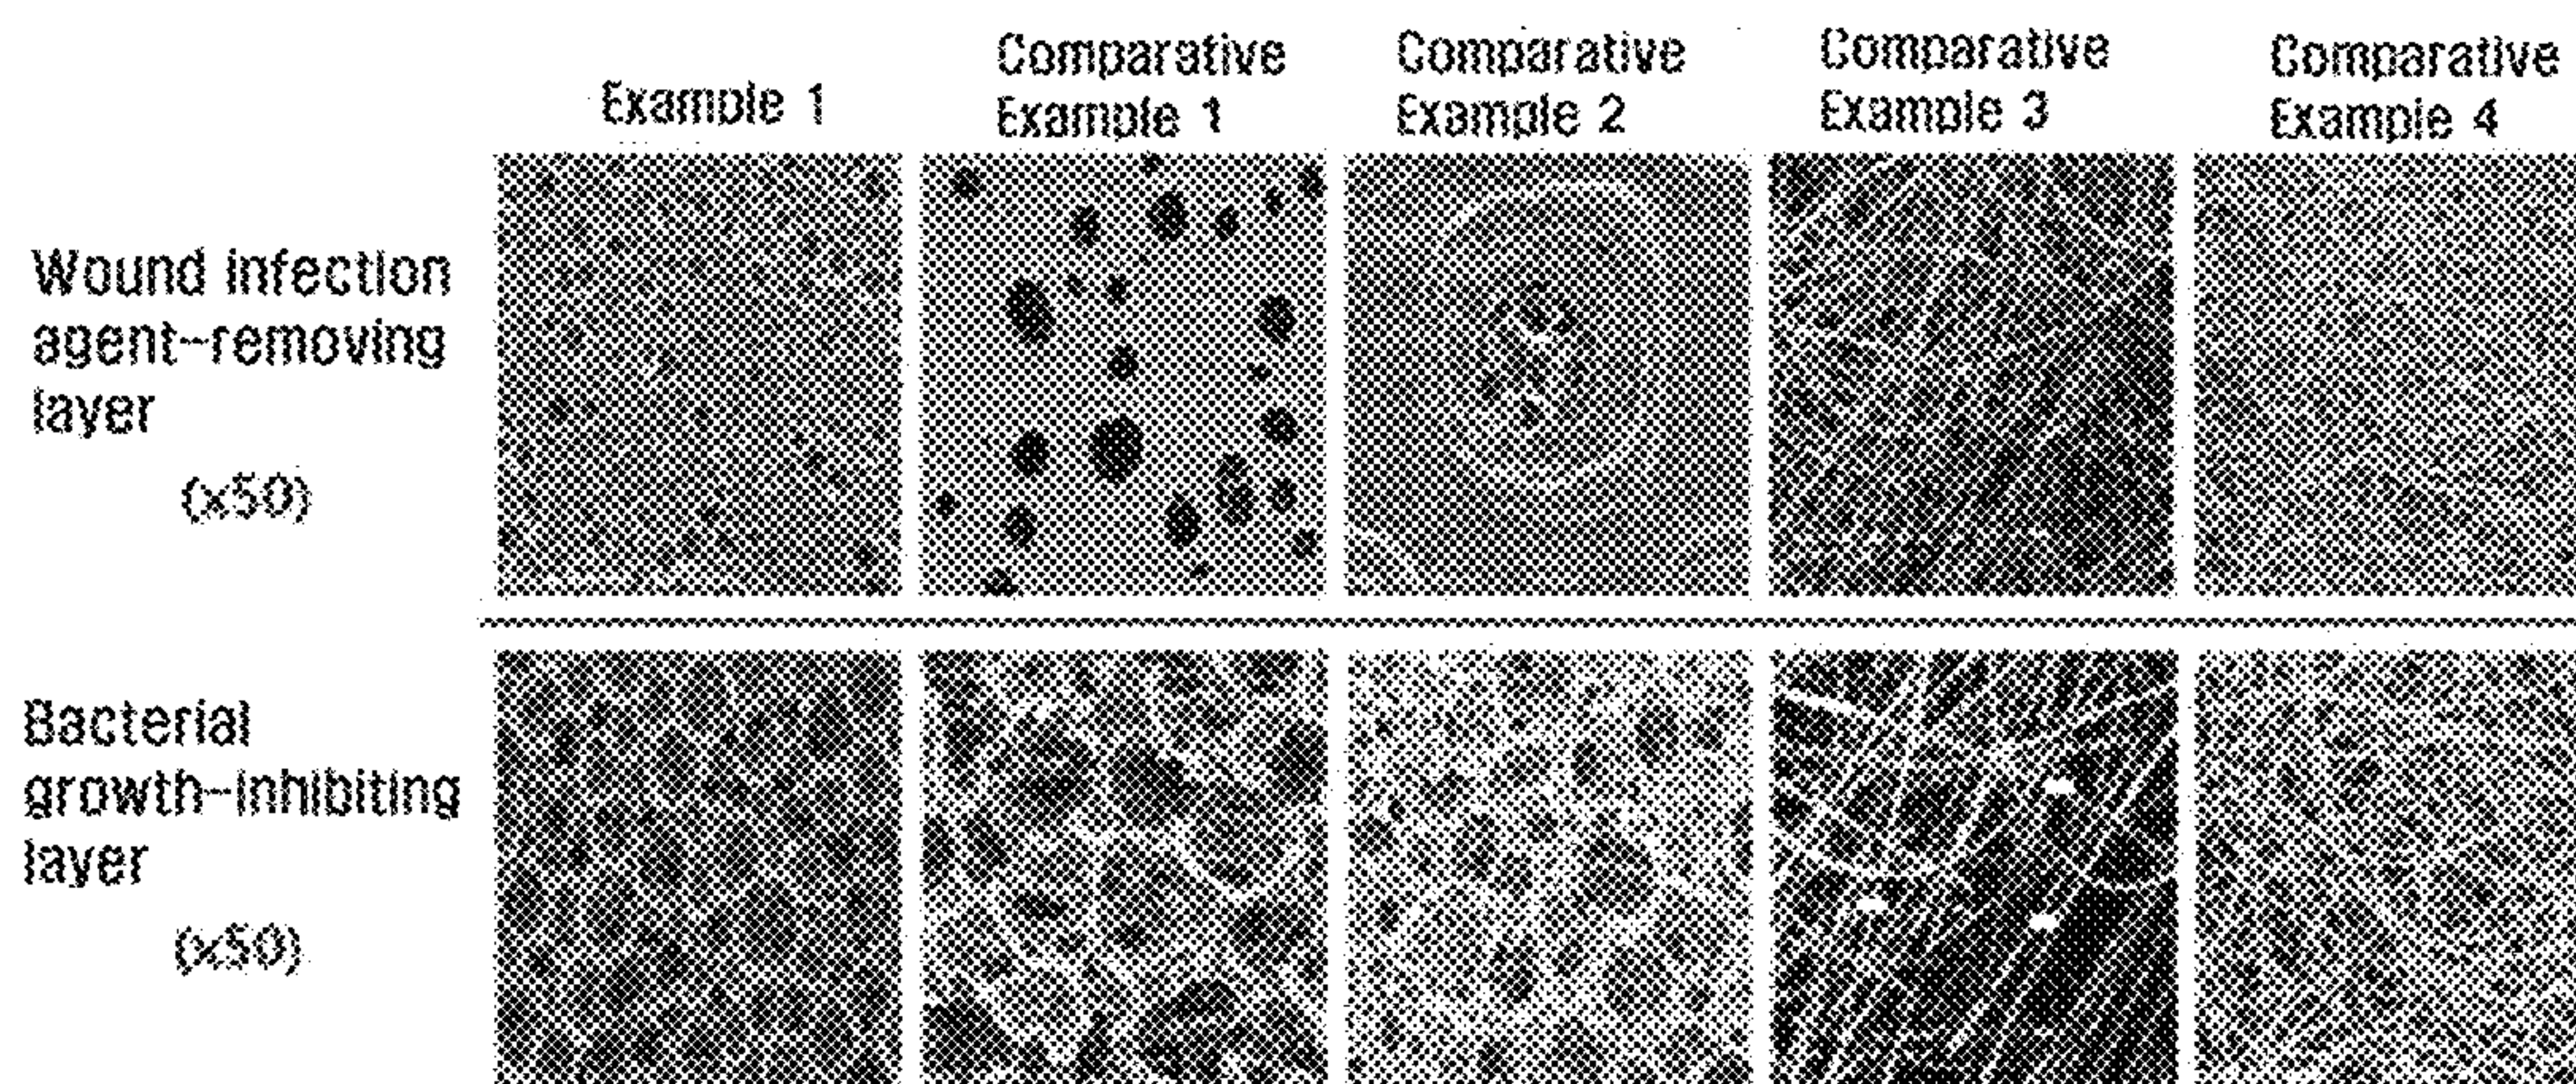 Example 1
Comparative
Example 1
Comparative
Example 2
Comparative
Example 3
Comparative
Example 4
Wound infection
agent-removing
layer
(x50)
Bacterial
growth-inhibiting
layer
(x50)